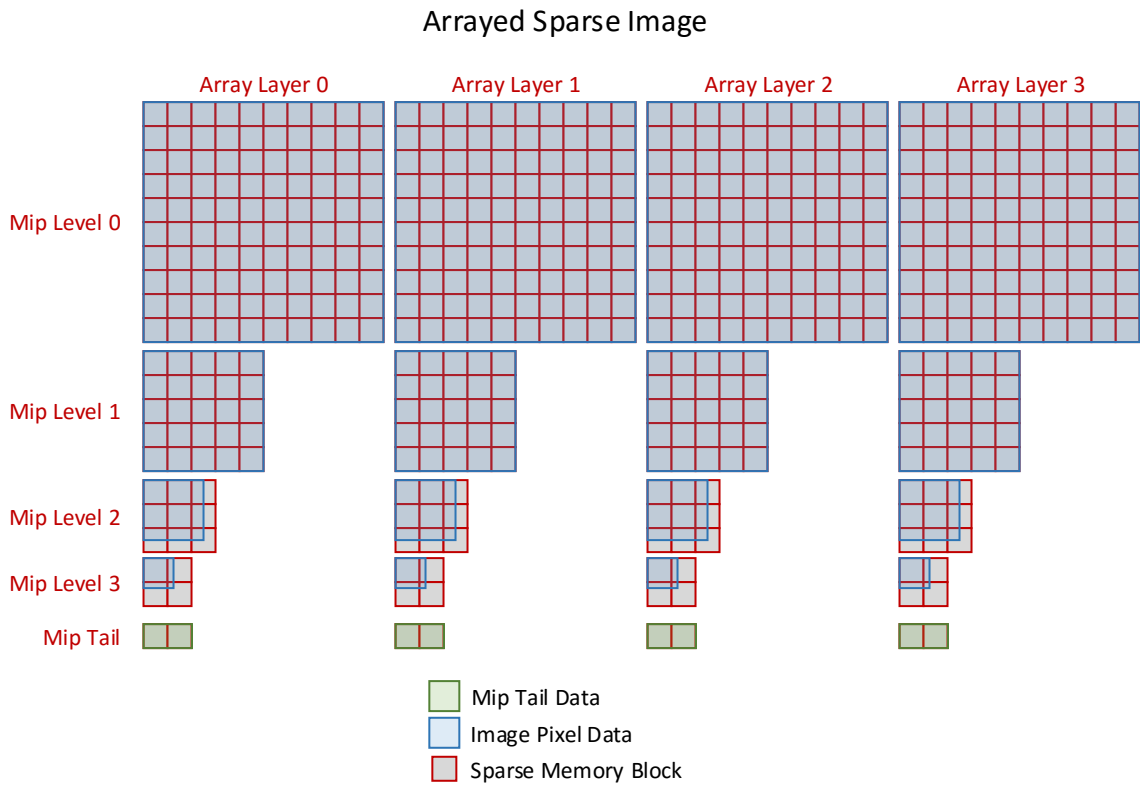 Arrayed Sparse Image
Array Layer 0
Array Layer 1
Array Layer 2
Array Layer 3
Mip Level 0
Mip Level 1
Mip Level 2
Mip Level 3
Mip Tail
Mip Tail Data
Image Pixel Data
Sparse Memory Block